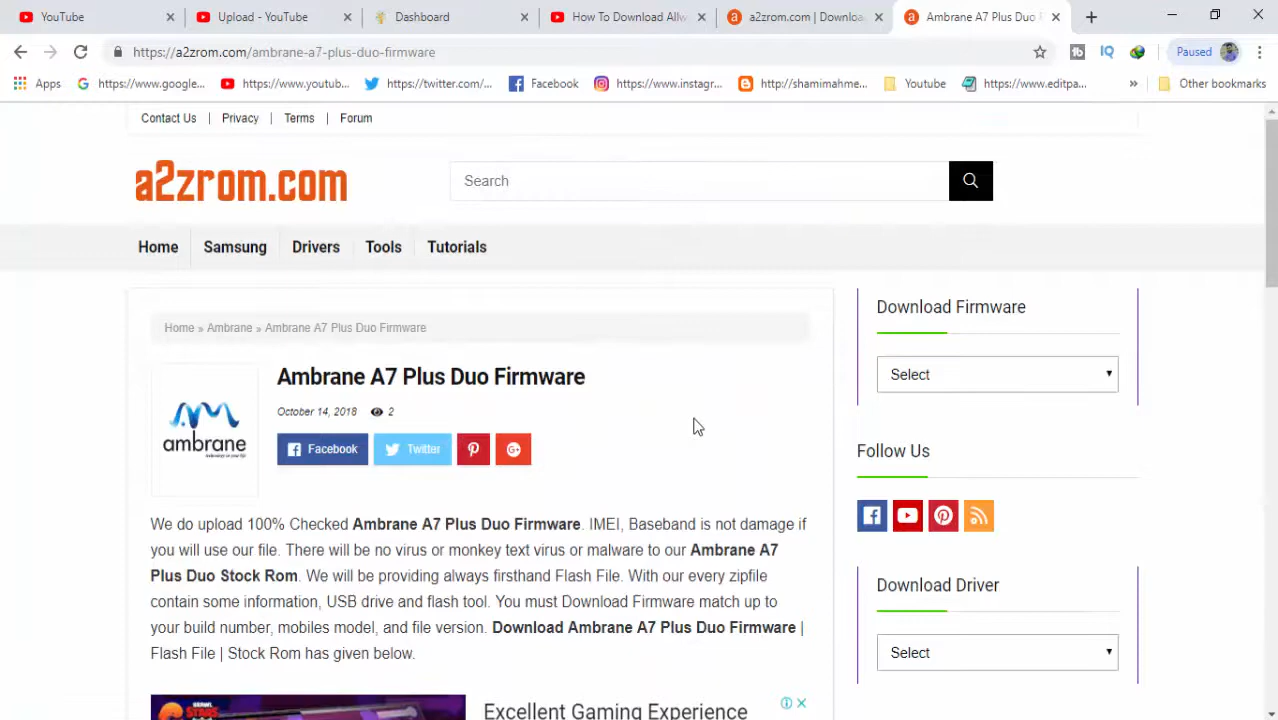 YouTube
Upload - YouTube
Dashboard
How To Download Allw
a2zrom.com | Downloa
Ambrane A7 Plus Duo F
https://a2zrom.com/ambrane-a7-plus-duo-firmware
Paused
Apps
https://www.google...
https://www.youtub...
https://twitter.com/...
Facebook
https://www.instagr...
http://shamimahme...
Youtube
https://www.editpa...
Other bookmarks
Contact Us | Privacy | Terms | Forum
a2zrom.com
Search
Home
Samsung
Drivers
Tools
Tutorials
Home » Ambrane » Ambrane A7 Plus Duo Firmware
ambrane
Ambrane A7 Plus Duo Firmware
October 14, 2018 2
Facebook
Twitter
We do upload 100% Checked Ambrane A7 Plus Duo Firmware. IMEI, Baseband is not damage if
you will use our file. There will be no virus or monkey text virus or malware to our Ambrane A7
Plus Duo Stock Rom. We will be providing always firsthand Flash File. With our every zipfile
contain some information, USB drive and flash tool. You must Download Firmware match up to
your build number, mobiles model, and file version. Download Ambrane A7 Plus Duo Firmware |
Flash File | Stock Rom has given below.
BRAWL
STARS
Excellent Gaming Experience
Download Firmware
Select
Follow Us
Download Driver
Select